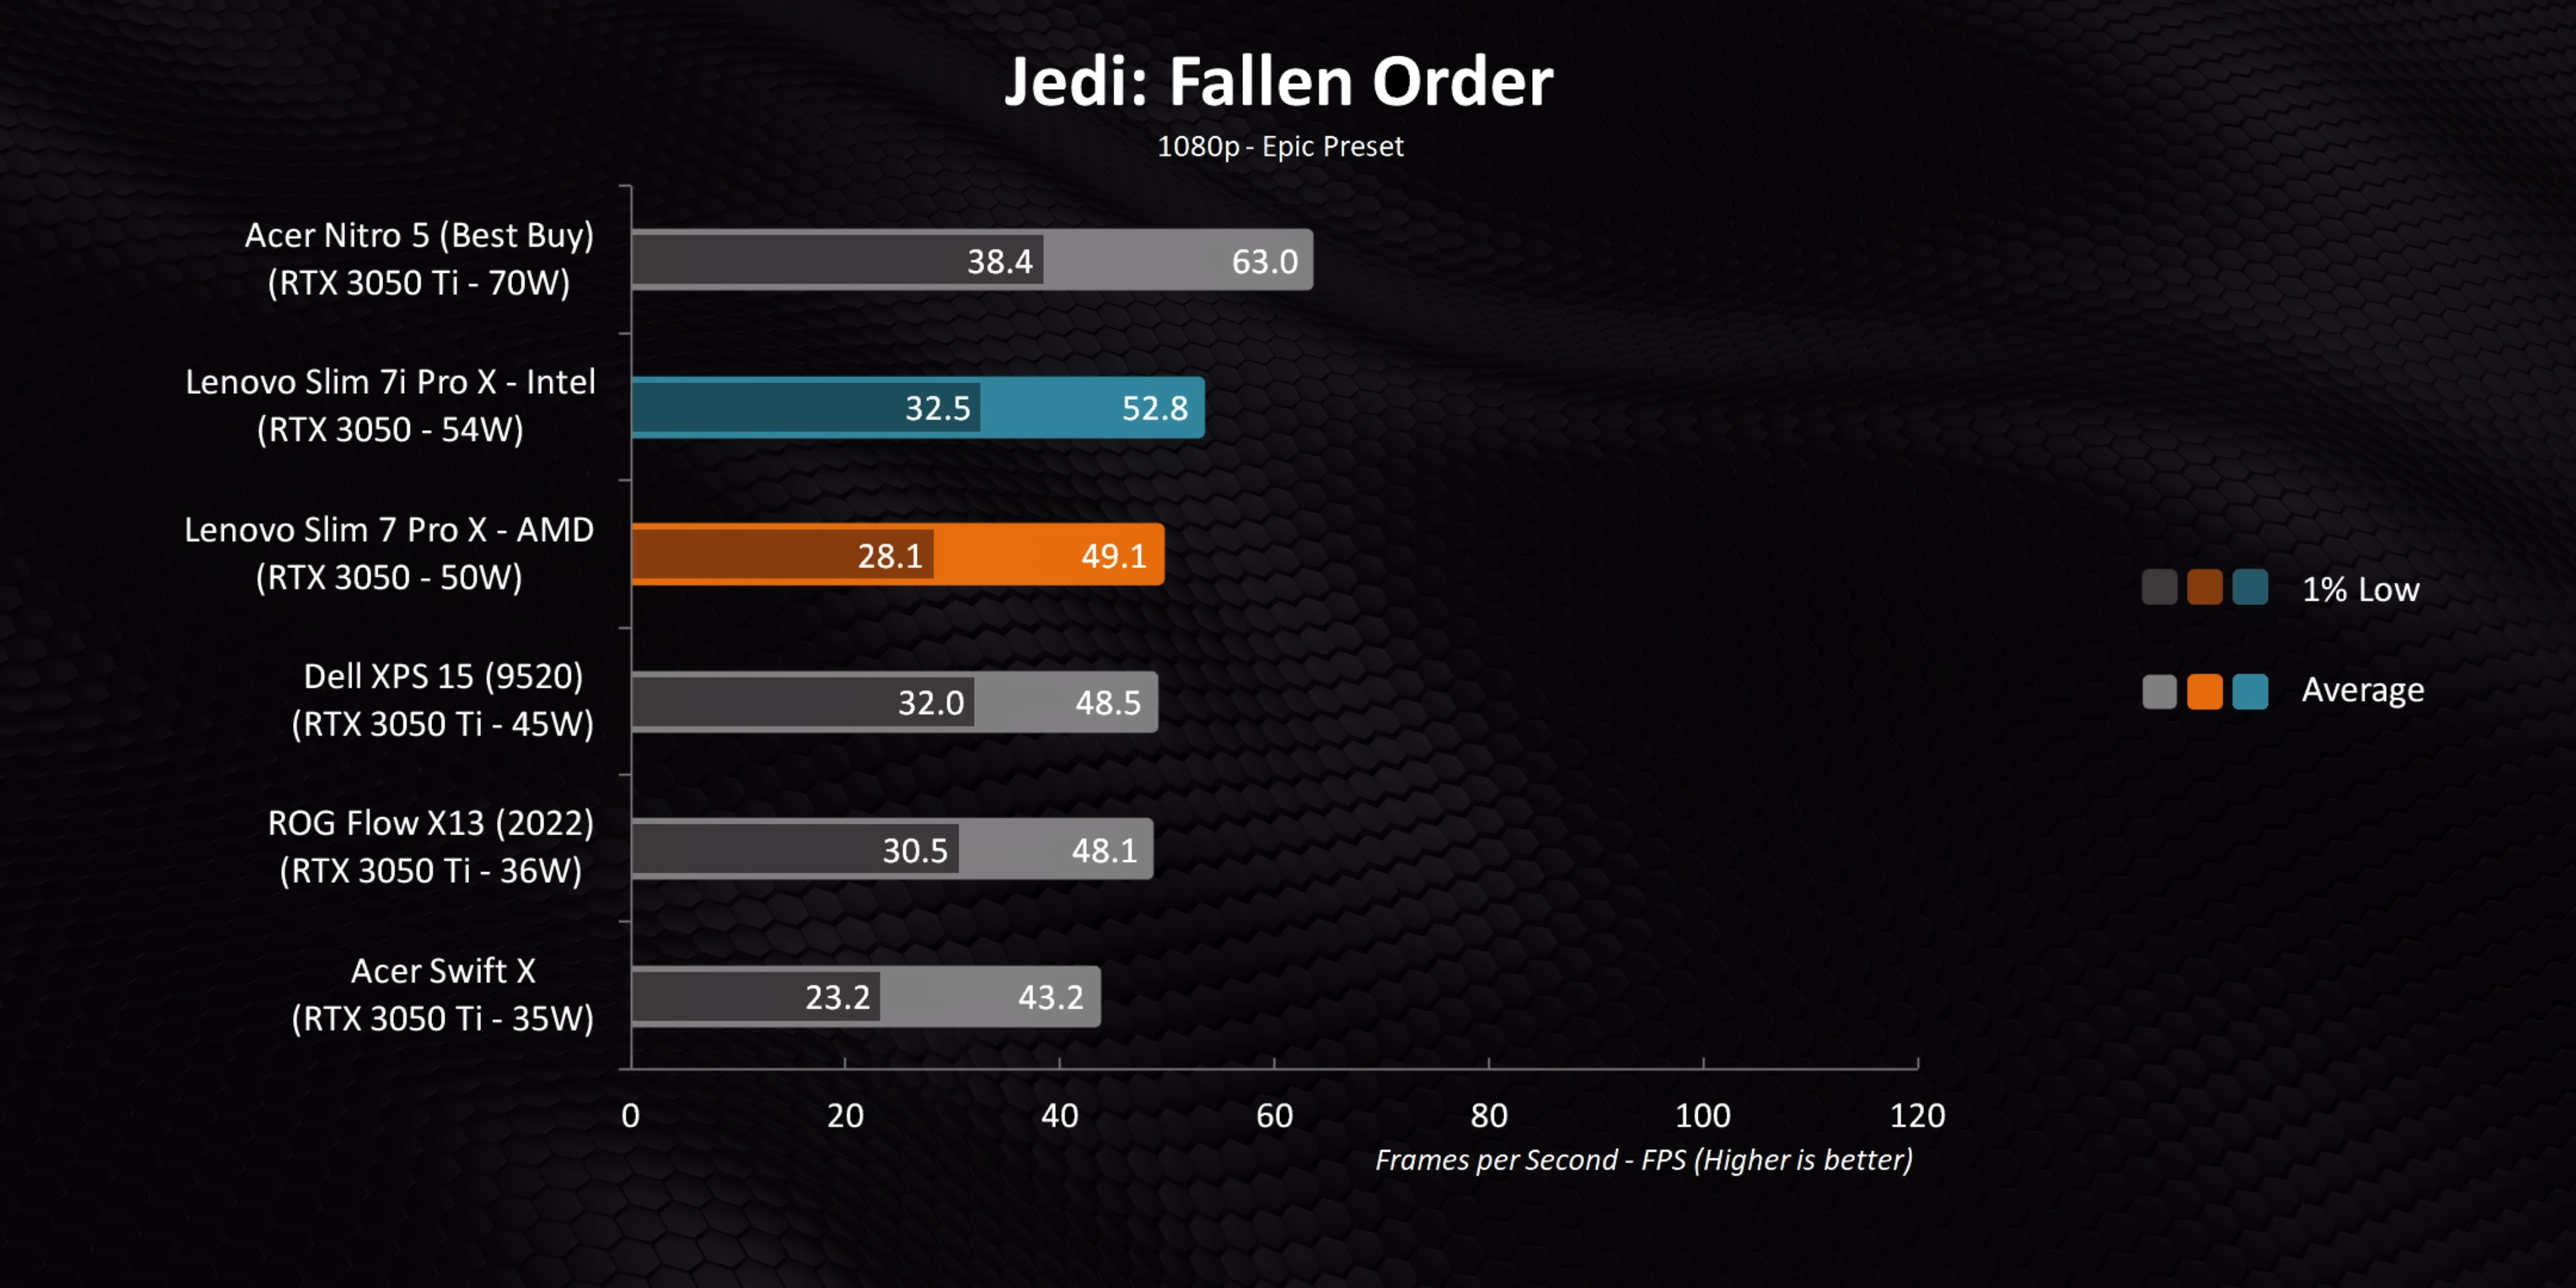 Jedi: Fallen Order
1080p - Epic Preset
Acer Nitro 5 (Best Buy)
(RTX 3050 Ti - 70W)
38.4
63.0
Lenovo Slim 7i Pro X - Intel
(RTX 3050 - 54W)
32.5
52.8
Lenovo Slim 7 Pro X - AMD
(RTX 3050 - 50W)
28.1
49.1
Dell XPS 15 (9520)
(RTX 3050 Ti - 45W)
32.0
48.5
ROG Flow X13 (2022)
(RTX 3050 Ti - 36W)
30.5
48.1
Acer Swift X
(RTX 3050 Ti - 35W)
23.2
43.2
0 20 40 60 80 100 120
Frames per Second - FPS (Higher is better)
1% Low
Average